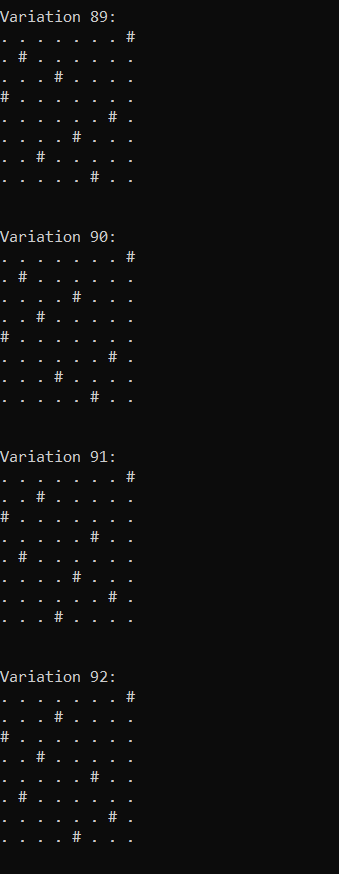 Variation 89:
. . . . . . . #
. # . . . . . .
. . . # . . . .
# . . . . . . .
. . . . . . # .
. . . . # . . .
. . # . . . . .
. . . . . # . .
Variation 90:
. . . . . . . #
. # . . . . . .
. . . . # . . .
. . # . . . . .
# . . . . . . .
. . . . . . # .
. . . # . . . .
. . . . . # . .
Variation 91:
. . . . . . . #
. . # . . . . .
# . . . . . . .
. . . . . # . .
. # . . . . . .
. . . . # . . .
. . . . . . # .
. . . # . . . .
Variation 92:
. . . . . . . #
. . . # . . . .
# . . . . . . .
. . # . . . . .
. . . . . # . .
. # . . . . . .
. . . . . . # .
. . . . # . . .